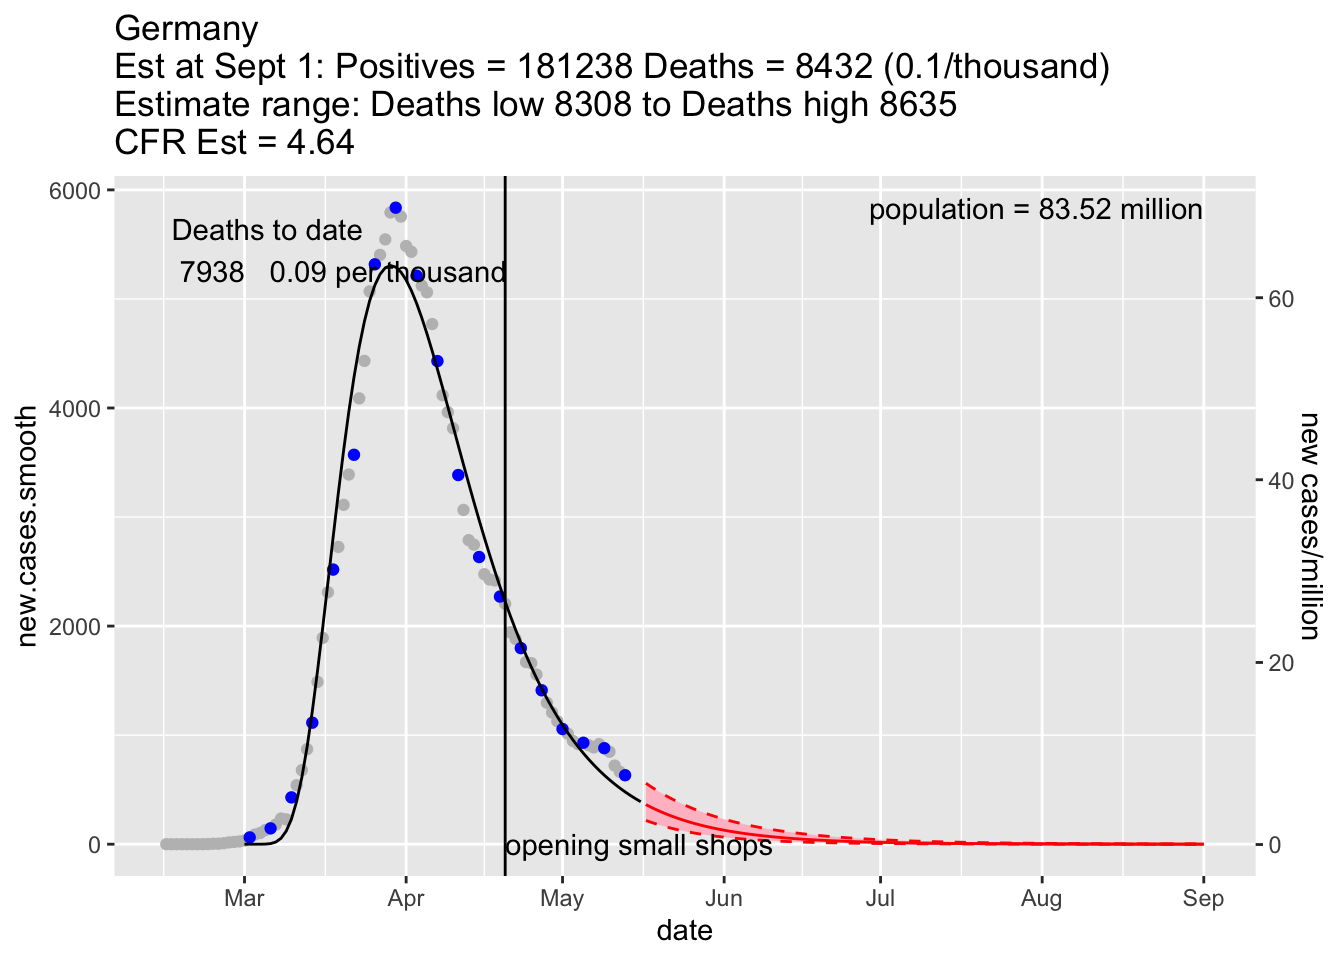 Germany
Est at Sept 1: Positives = 181238 Deaths = 8432 (0.1/thousand)
Estimate range: Deaths low 8308 to Deaths high 8635
CFR Est = 4.64
6000
4000
2000
0
new.cases.smooth
Deaths to date
7938 0.09 per thousand
population = 83.52 million
opening small shops
60
40
20
0
new cases/million
Mar Apr May Jun Jul Aug Sep
date